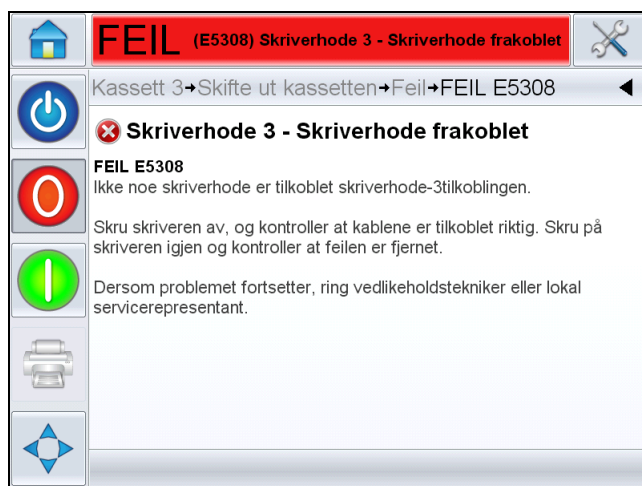 FEIL (E5308) Skriverhode 3 - Skriverhode frakoblet
Kassett 3→Skifte ut kassetten→Feil→FEIL E5308
Skriverhode 3 - Skriverhode frakoblet
FEIL E5308
Ikke noe skriverhode er tilkoblet skriverhode-3tilkoblingen.
Skru skriveren av, og kontroller at kablene er tilkoblet riktig. Skru på
skriveren igjen og kontroller at feilen er fjernet.
Dersom problemet fortsetter, ring vedlikeholdstekniker eller lokal
servicerepresentant.